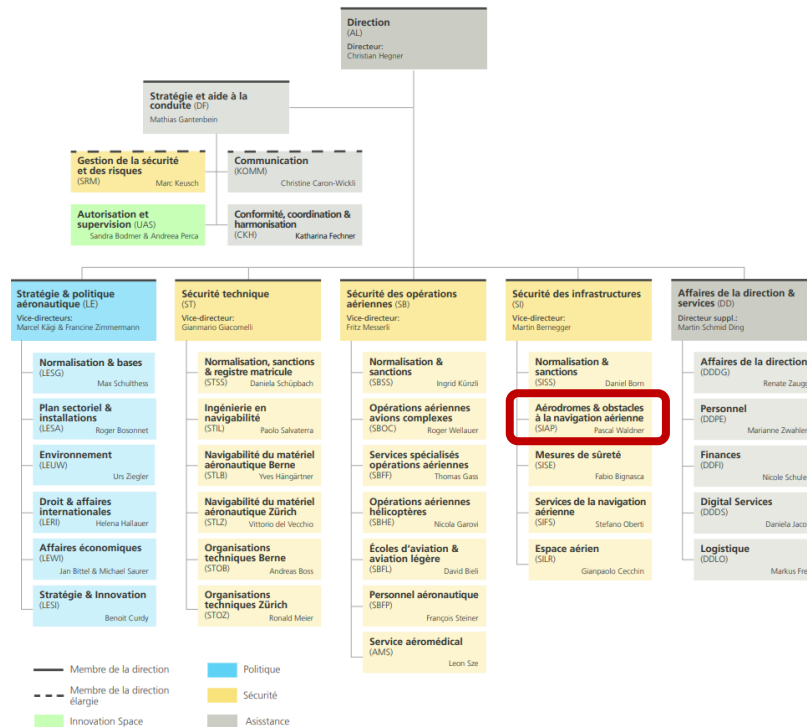 Direction
(AL)
Directeur:
Christian Hegner
Stratégie et aide à la
conduite (DF)
Mathias Gantenbein
Gestion de la sécurité
et des risques
(SRM) Marc Keusch
Communication
(KOMM)
Christine Caron-Wickli
Autorisation et
supervision (UAS)
Sandra Bodmer & Andreea Perca
Conformité, coordination &
harmonisation
(CKH) Katharina Fechner
Stratégie & politique
aéronautique (LE)
Vice-directeurs:
Marcel Kägi & Francine Zimmermann
Normalisation & bases
(LESG)
Max Schulthess
Plan sectoriel &
installations
(LESA) Roger Bosonnet
Environnement
(LEUW)
Urs Ziegler
Droit & affaires
internationales
(LERI) Helena Hallauer
Affaires économiques
(LEWI)
Jan Bittel & Michael Saurer
Stratégie & Innovation
(LESI)
Benoit Curdy
Sécurité technique
(ST)
Vice-directeur:
Gianmario Giacomelli
Normalisation, sanctions
& registre matricule
(STSS) Daniela Schüpbach
Ingénierie en
navigabilité
(STIL) Paolo Salvaterra
Navigabilité du matériel
aéronautique Berne
(STLB) Yves Hängärtner
Navigabilité du matériel
aéronautique Zürich
(STLZ) Vittorio del Vecchio
Organisations
techniques Berne
(STOB) Andreas Boss
Organisations
techniques Zürich
(STOZ) Ronald Meier
Sécurité des opérations
aériennes (SB)
Vice-directeur:
Fritz Messerli
Normalisation &
sanctions
(SBSS) Ingrid Künzli
Opérations aériennes
avions complexes
(SBOC) Roger Wellauer
Services spécialisés
opérations aériennes
(SBFF) Thomas Gass
Opérations aériennes
hélicoptères
(SBHE) Nicola Garovi
Écoles d'aviation &
aviation légère
(SBFL) David Bieli
Personnel aéronautique
(SBFP)
François Steiner
Service aéromédical
(AMS)
Leon Sze
Sécurité des infrastructures
(SI)
Vice-directeur:
Martin Bernegger
Normalisation &
sanctions
(SISS) Daniel Born
Aérodromes & obstacles
à la navigation aérienne
(SIAP) Pascal Waldner
Mesures de sûreté
(SISE)
Fabio Bignasca
Services de la navigation
aérienne
(SIFS) Stefano Oberti
Espace aérien
(SILR)
Gianpaolo Cecchin
Affaires de la direction &
services (DD)
Directeur suppl.:
Martin Schmid Ding
Affaires de la direction
(DDDG)
Renate Zaugg
Personnel
(DDPE)
Marianne Zwahlen
Finances
(DDFI)
Nicole Schule
Digital Services
(DDDS)
Daniela Jaco
Logistique
(DDLO)
Markus Fre
Membre de la direction
Membre de la direction
élargie
Innovation Space
Politique
Sécurité
Asisstance